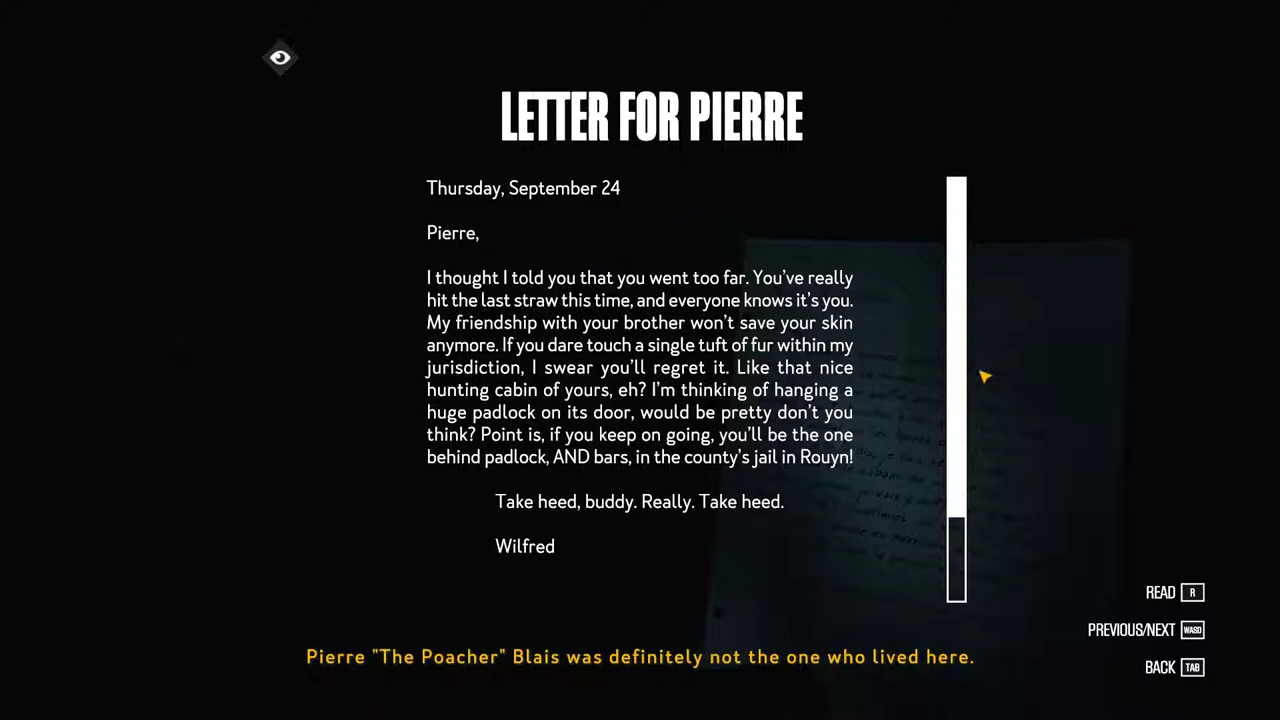 LETTER FOR PIERRE
Thursday, September 24
Pierre,
I thought I told you that you went too far. You've really
hit the last straw this time, and everyone knows it's you.
My friendship with your brother won't save your skin
anymore. If you dare touch a single tuft of fur within my
jurisdiction, I swear you'll regret it. Like that nice
hunting cabin of yours, eh? I'm thinking of hanging a
huge padlock on its door, would be pretty don't you
think? Point is, if you keep on going, you'll be the one
behind padlock, AND bars, in the county's jail in Rouyn!
Take heed, buddy. Really. Take heed.
Wilfred
READ R
PREVIOUS/NEXT WASD
BACK TAB
Pierre "The Poacher" Blais was definitely not the one who lived here.